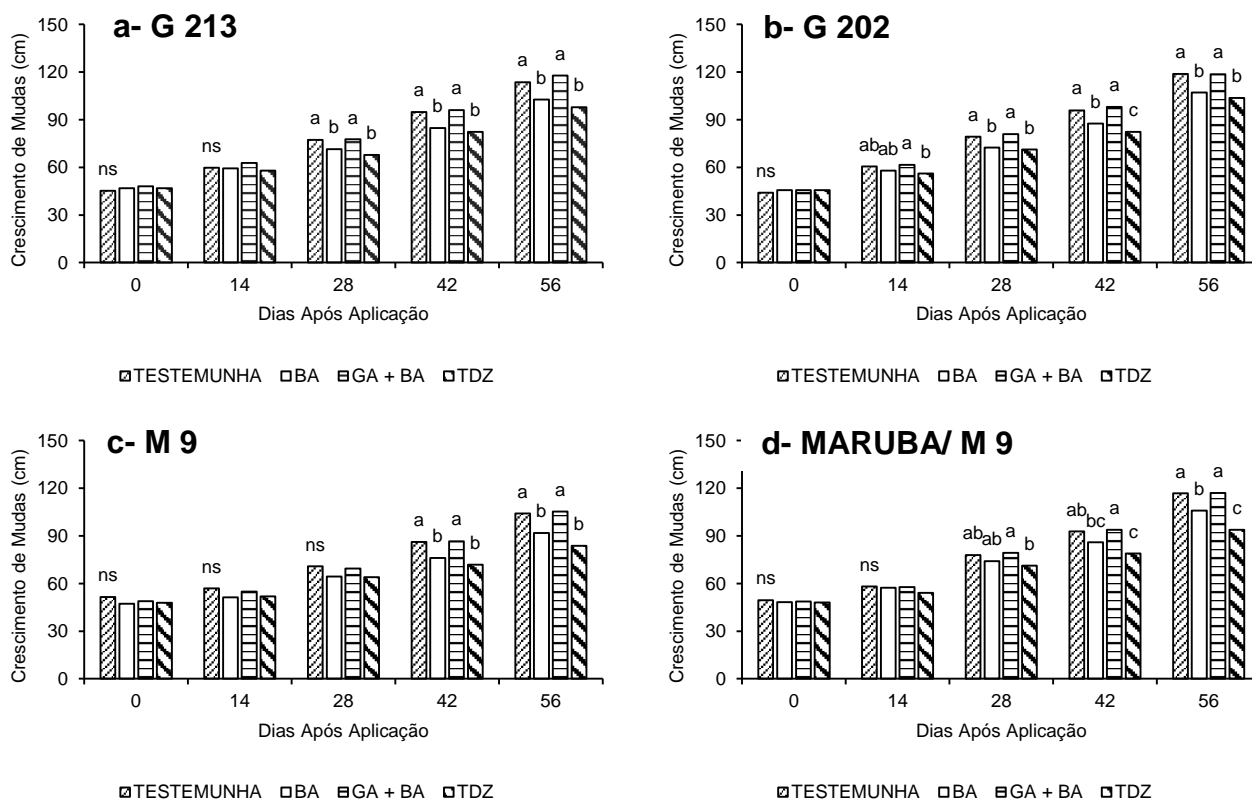 a- G 213
Crescimento de Mudas (cm)
150
120
90
60
30
0
ns
ns
a b a b
a b a b
a b a b
0 14 28 42 56
Dias Após Aplicação
TESTEMUNHA BA GA + BA TDZ
b- G 202
Crescimento de Mudas (cm)
150
120
90
60
30
0
ns
ab ab a b
a b a b
a b a c
a b a b
0 14 28 42 56
Dias Após Aplicação
TESTEMUNHA BA GA + BA TDZ
c- M 9
Crescimento de Mudas (cm)
150
120
90
60
30
0
ns
ns
ns
a b a b
a b a b
0 14 28 42 56
Dias Após Aplicação
TESTEMUNHA BA GA + BA TDZ
d- MARUBA/ M 9
Crescimento de Mudas (cm)
150
120
90
60
30
0
ns
ns
ab ab a b
ab bc a c
a b a c
0 14 28 42 56
Dias Após Aplicação
TESTEMUNHA BA GA + BA TDZ